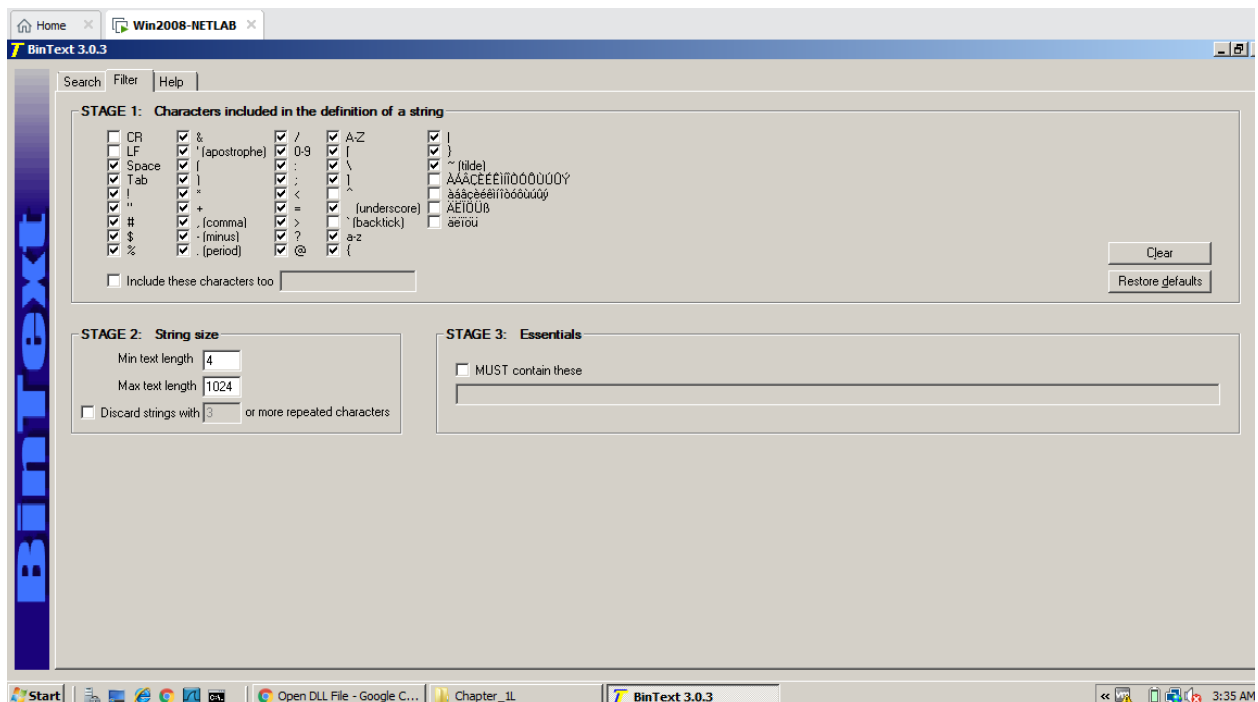 Home
Win2008-NETLAB
BinText 3.0.3
Search Filter Help
STAGE 1: Characters included in the definition of a string
CR & / A-Z |
LF ' (apostrophe) 0-9 [ }
Space ( : \ ~ (tilde)
Tab ) ; ]
! * < ^
" + = _ (underscore) ÄËÏÖÜß
# , (comma) > ` (backtick) äëïöü
$ - (minus) ? a-z
% . (period) @ {
Clear
Include these characters too
Restore defaults
STAGE 2: String size
Min text length 4
Max text length 1024
Discard strings with 3 or more repeated characters
STAGE 3: Essentials
MUST contain these
BinText
Start
Open DLL File - Google C...
Chapter_1L
BinText 3.0.3
3:35 AM